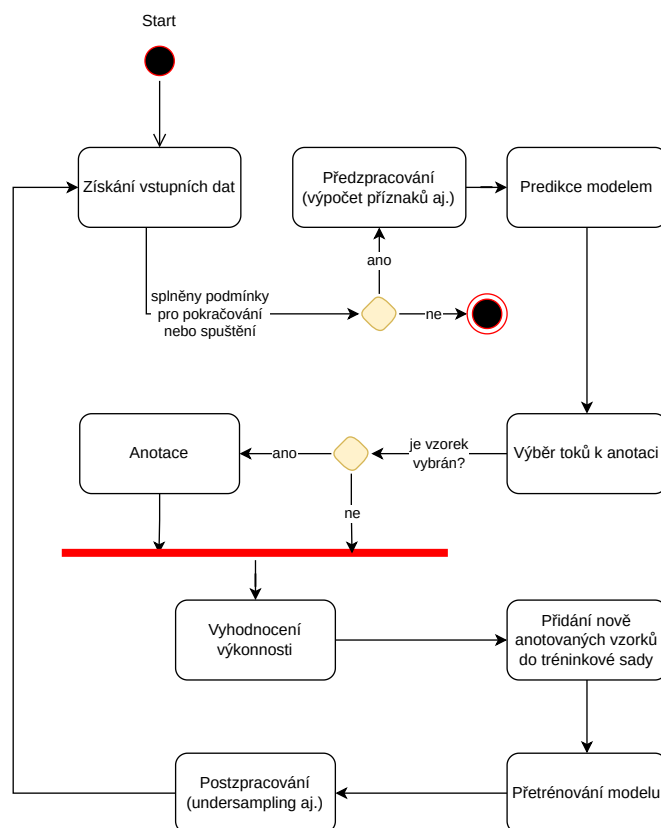 Start
Získání vstupních dat
Předzpracování
(výpočet příznaků aj.)
Predikce modelem
ano
splněny podmínky
pro pokračování
nebo spuštění
ne
Anotace
ano
je vzorek
vybrán?
Výběr toků k anotaci
ne
Vyhodnocení
výkonnosti
Přidání nově
anotovaných vzorků
do tréninkové sady
Postzpracování
(undersampling aj.)
Přetrénování modelu